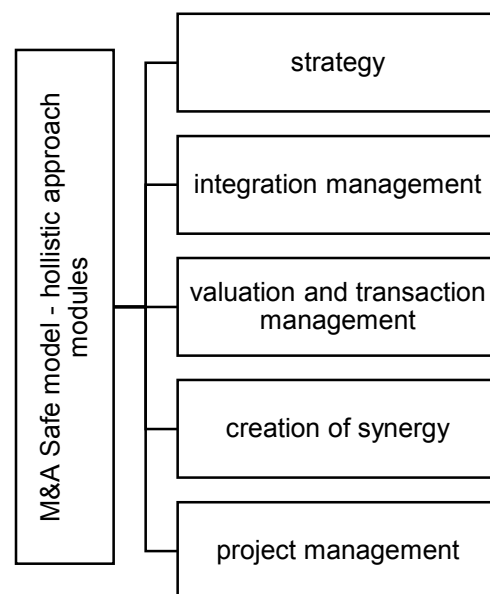 M&A Safe model - hollistic approach
modules
strategy
integration management
valuation and transaction
management
creation of synergy
project management